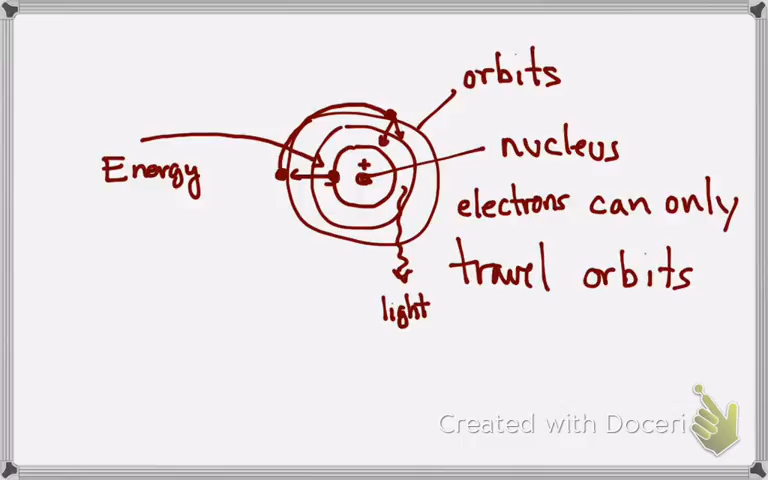 orbits
nucleus
Energy
+
electrons can only
travel orbits
light
Created with Doceri